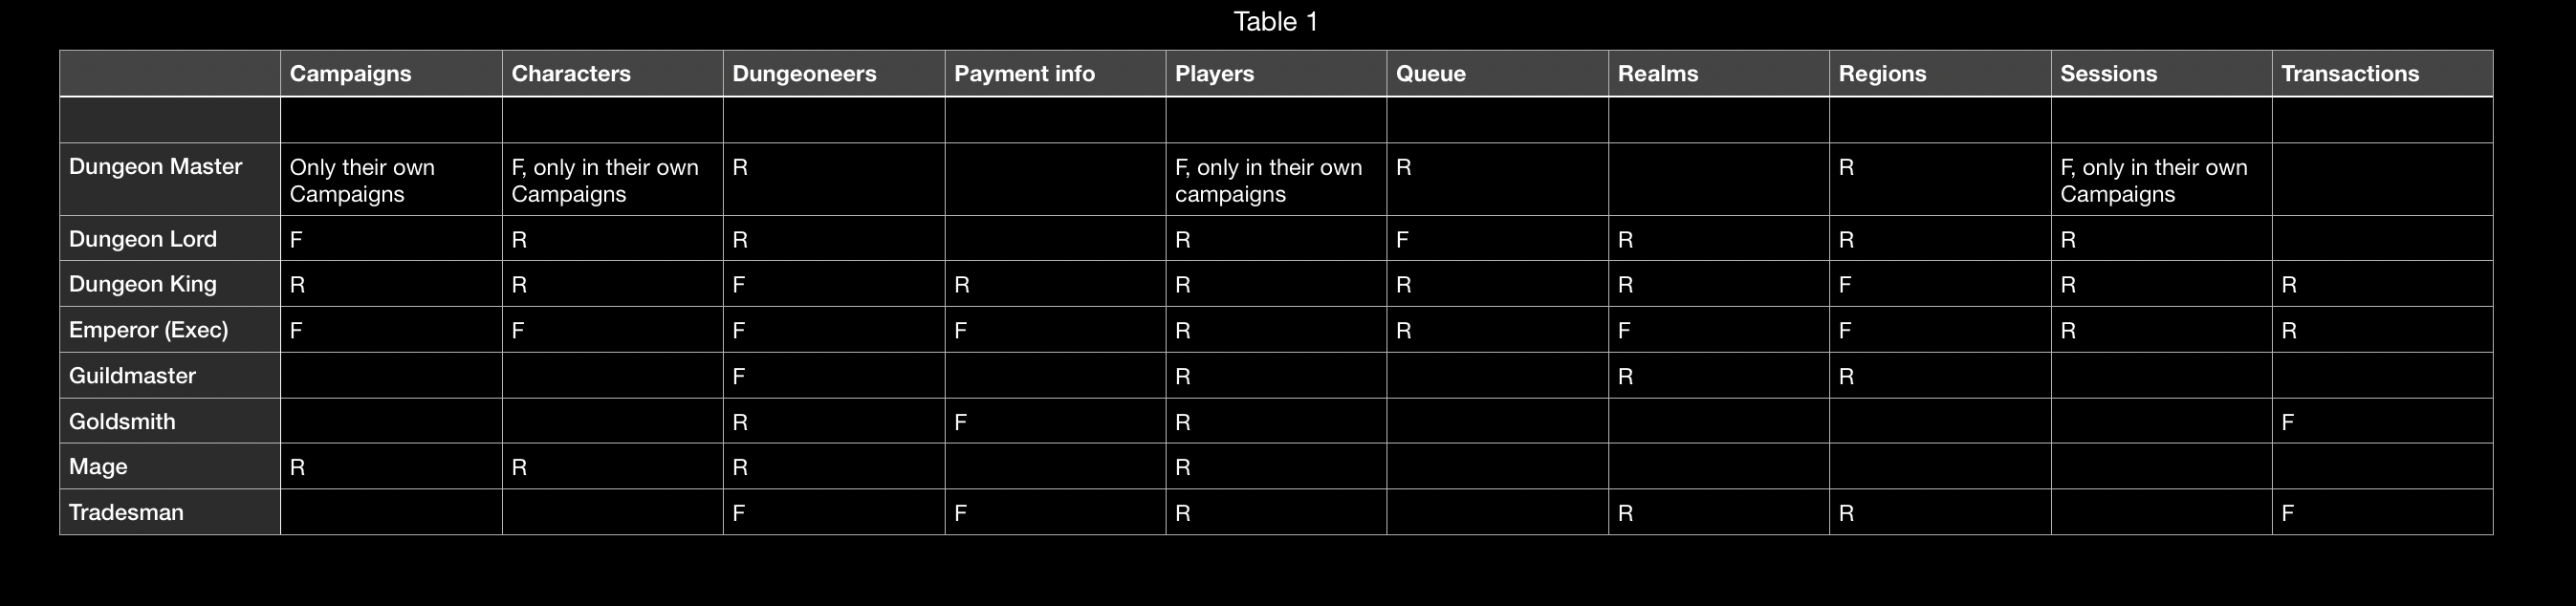 Table 1
Campaigns Characters Dungeoneers Payment info Players Queue Realms Regions Sessions Transactions
Dungeon Master Only their own F, only in their own R F, only in their own R R F, only in their own
Campaigns Campaigns campaigns Campaigns
Dungeon Lord F R R R F R R R
Dungeon King R R F R R R R F R R
Emperor (Exec) F F F F R R F F R R
Guildmaster F R R R
Goldsmith R F R F
Mage R R R R
Tradesman F F R R R F